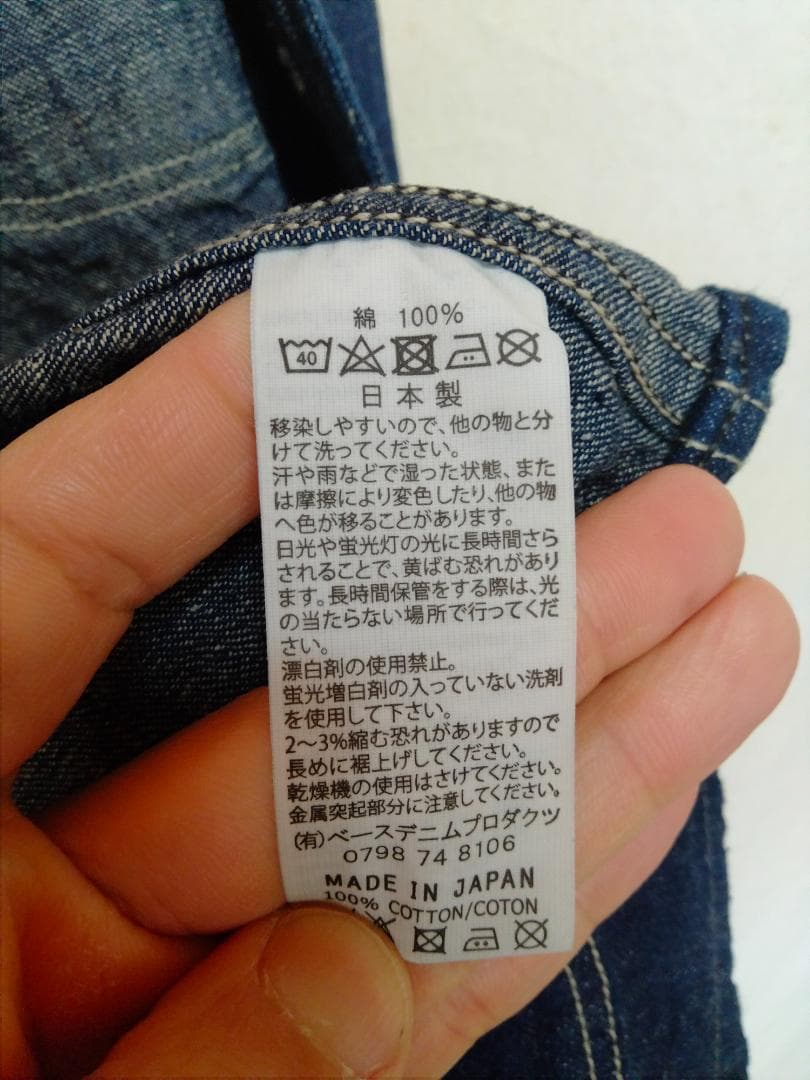 綿 100%
40
日本製
移染しやすいので、他の物と分
けて洗ってください。
汗や雨などで湿った状態、また
は摩擦により変色したり、他の物
へ色が移ることがあります。
日光や蛍光灯の光に長時間さら
されることで、黄ばむ恐れがあり
ます。長時間保管をする際は、光
の当たらない場所で行ってくだ
さい。
漂白剤の使用禁止。
蛍光増白剤の入っていない洗剤
を使用して下さい。
2〜3%縮む恐れがありますので
長めに裾上げしてください。
乾燥機の使用はさけてください。
金属突起部分に注意してください。
(有)ベースデニムプロダクツ
0798 74 8106
MADE IN JAPAN
100% COTTON/COTON